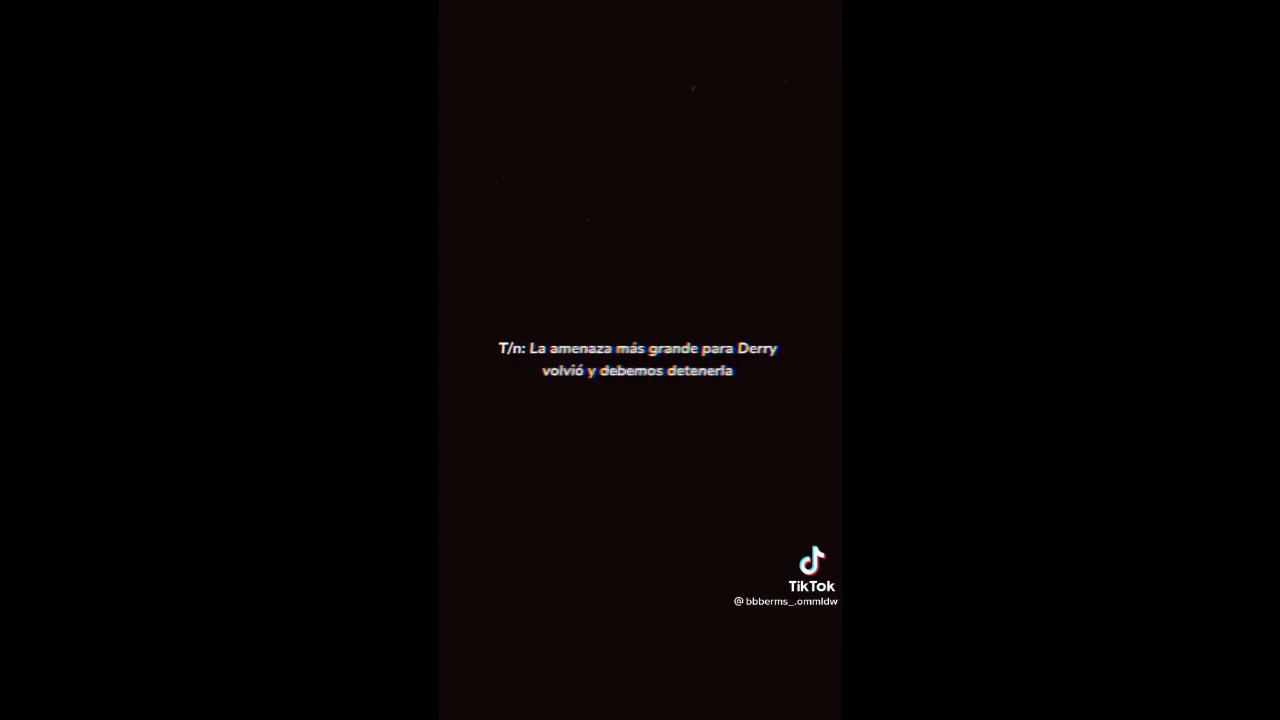 T/n: La amenaza más grande para Derry
volvió y debemos detenerla
TikTok
@bbberms_.ommldw